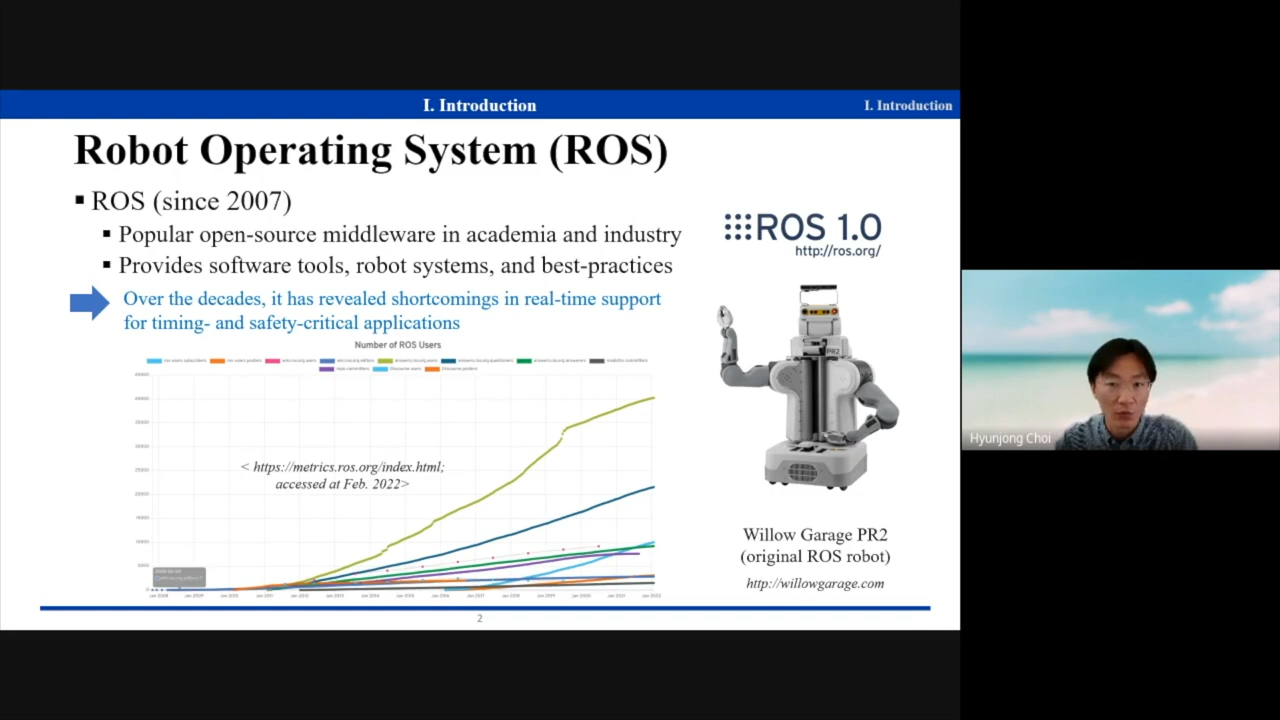 I. Introduction
I. Introduction
Robot Operating System (ROS)
▪ ROS (since 2007)
▪ Popular open-source middleware in academia and industry
▪ Provides software tools, robot systems, and best-practices
Over the decades, it has revealed shortcomings in real-time support
for timing- and safety-critical applications
ROS 1.0
http://ros.org/
Number of ROS Users
< https://metrics.ros.org/index.html;
accessed at Feb. 2022>
PR2
Willow Garage PR2
(original ROS robot)
http://willowgarage.com
2
Hyunjong Choi